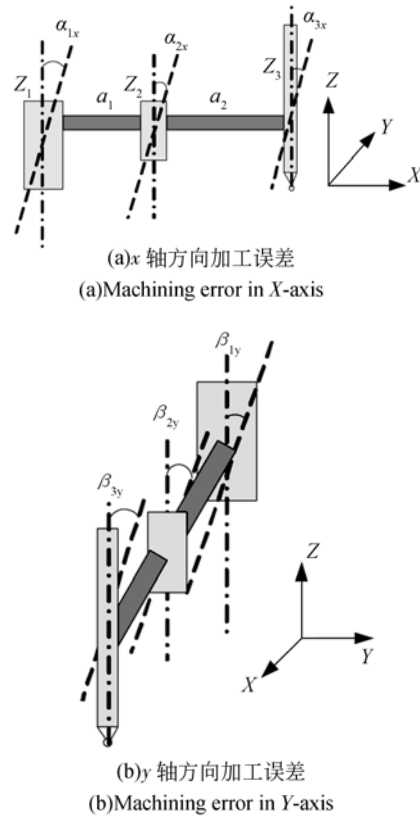 α1x α2x α3x
Z1 Z2 Z3
a1 a2
Z
Y
X
(a)x 轴方向加工误差
(a)Machining error in X-axis
β1y
β2y
β3y
Z
X Y
(b)y 轴方向加工误差
(b)Machining error in Y-axis